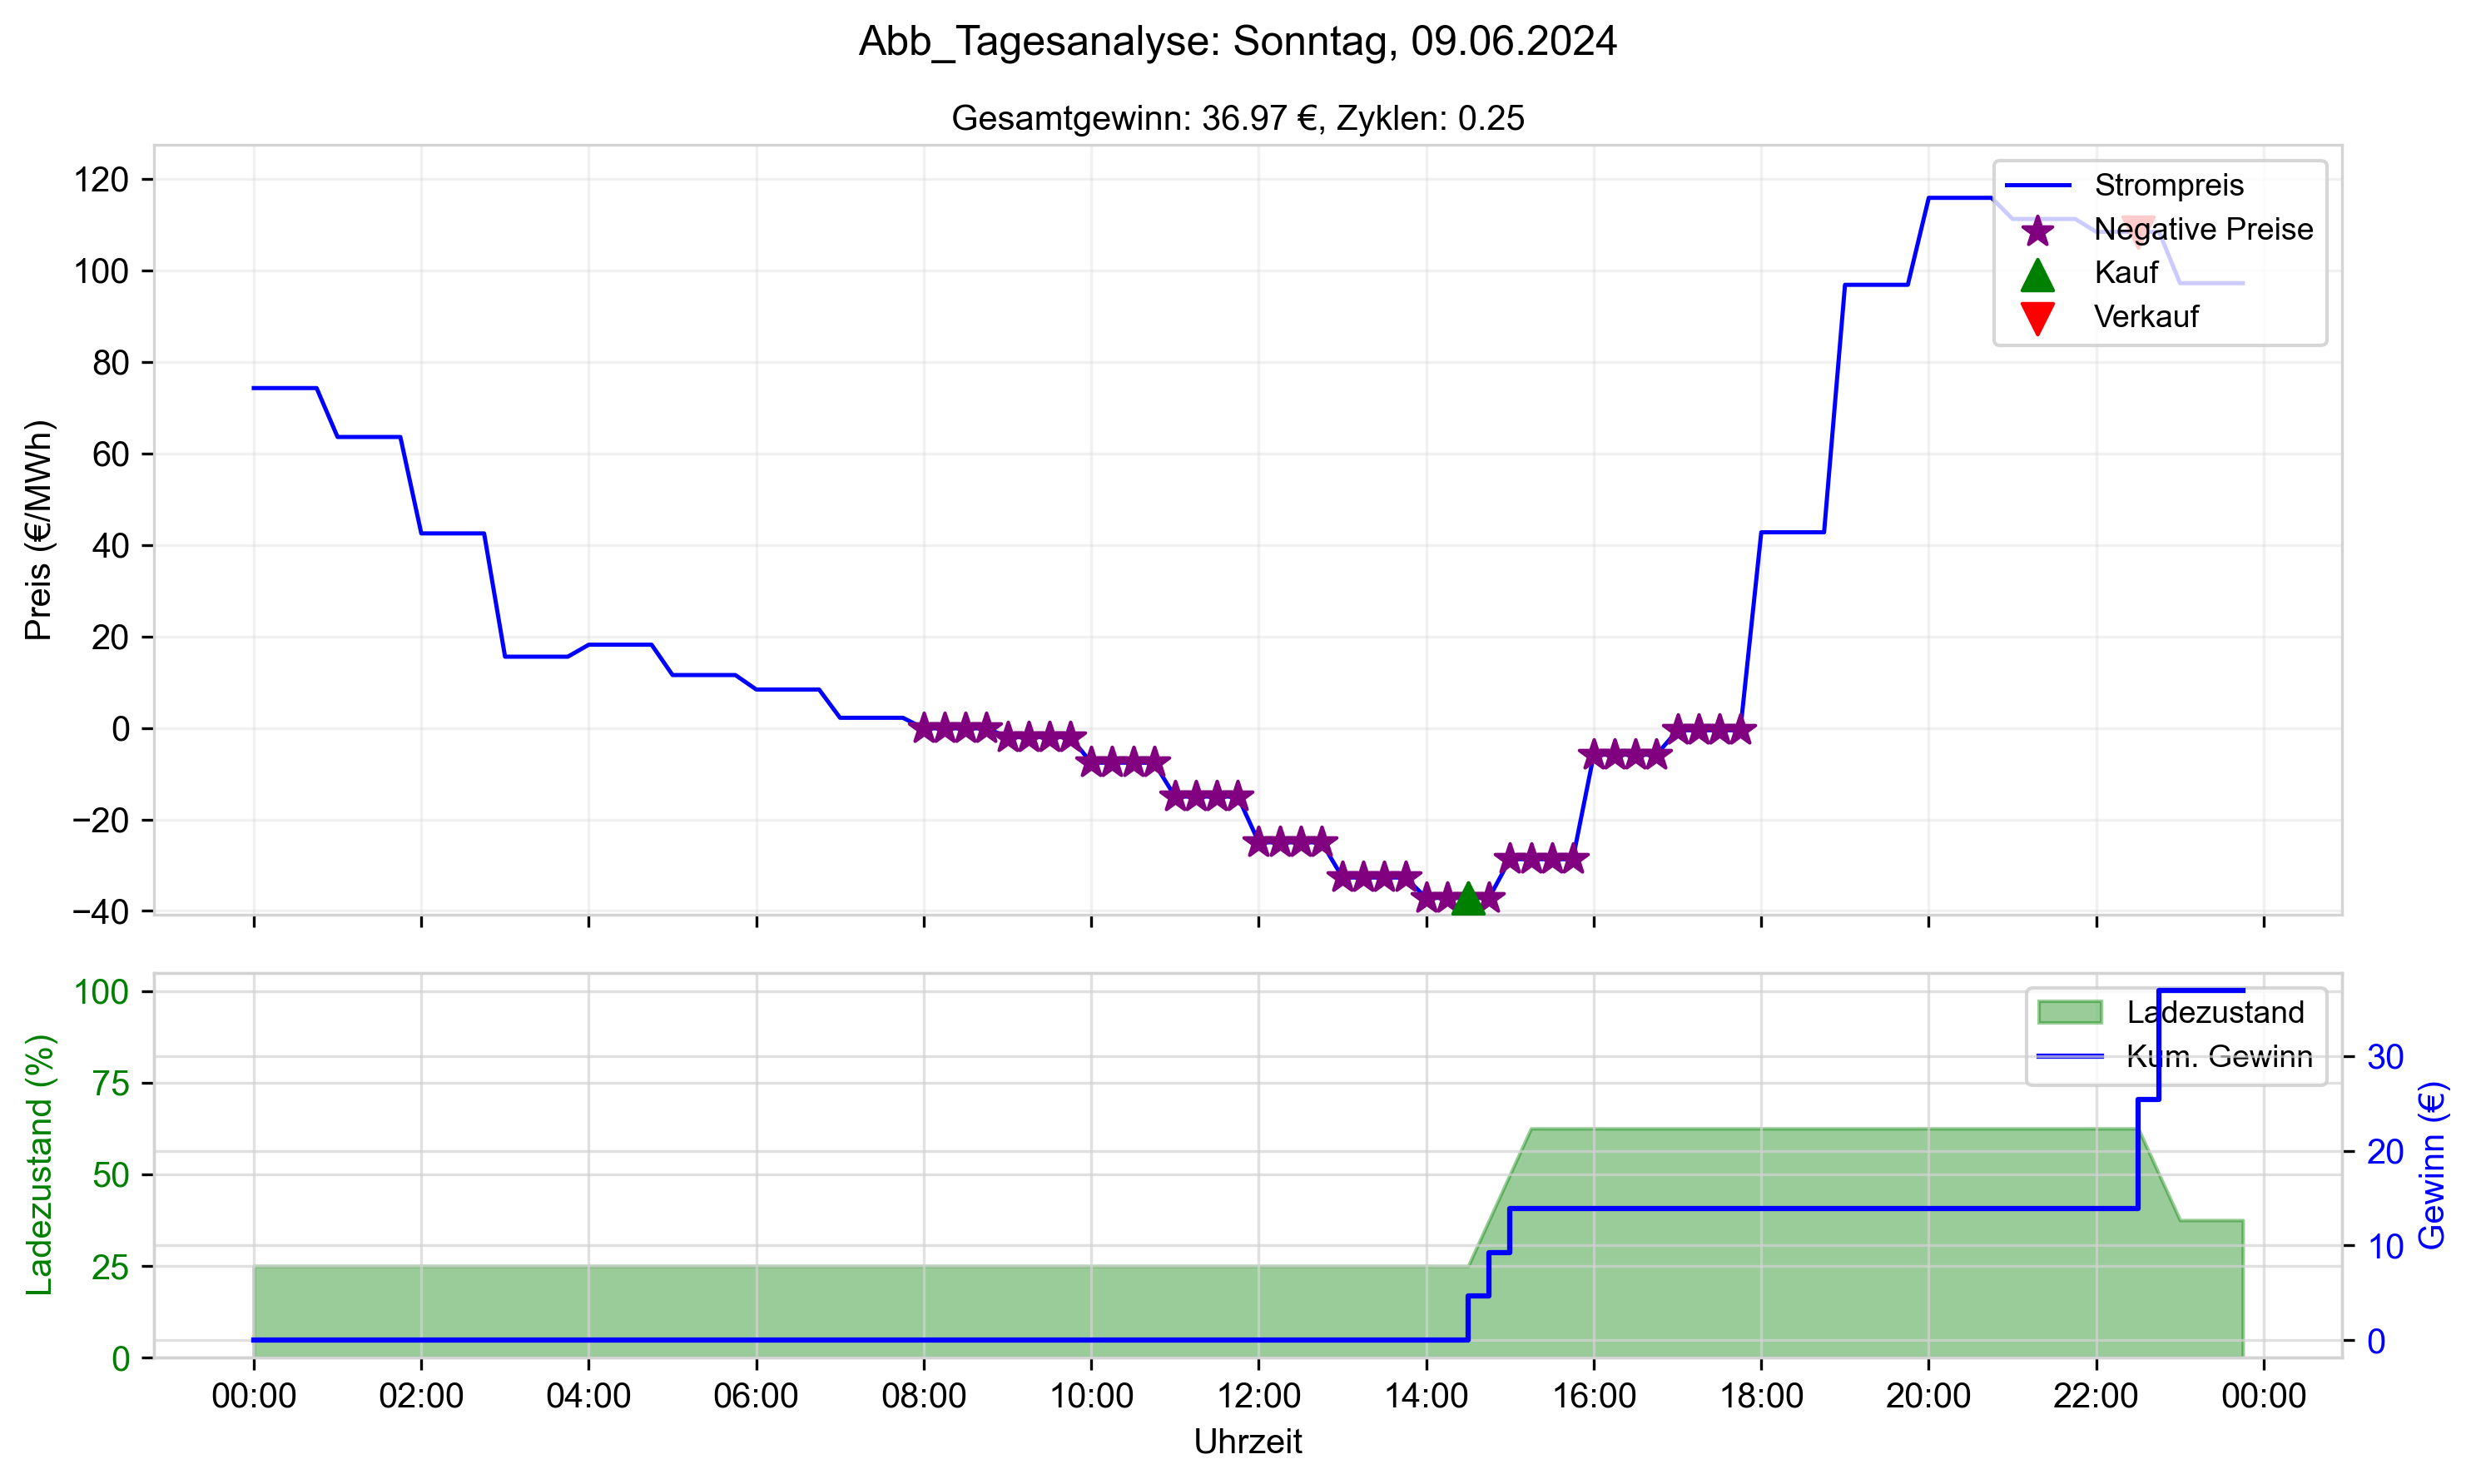 Abb_Tagesanalyse: Sonntag, 09.06.2024
Gesamtgewinn: 36.97 €, Zyklen: 0.25
Preis (€/MWh)
120
100
80
60
40
20
0
−20
−40
Strompreis
Negative Preise
Kauf
Verkauf
Ladezustand (%)
100
75
50
25
0
Ladezustand
Kum. Gewinn
30
20
10
0
Gewinn (€)
00:00 02:00 04:00 06:00 08:00 10:00 12:00 14:00 16:00 18:00 20:00 22:00 00:00
Uhrzeit